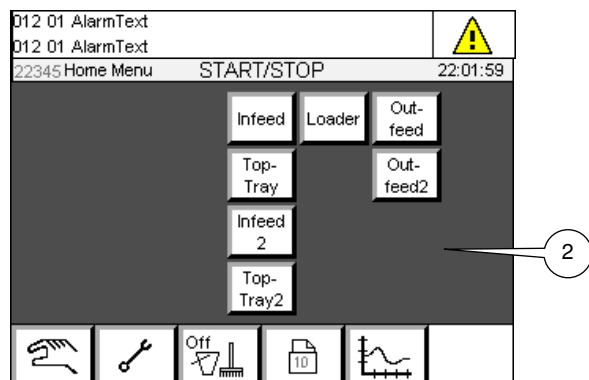 012 01 AlarmText
012 01 AlarmText
22345 Home Menu START/STOP 22:01:59
Infeed Loader Out-
feed
Top-
Tray
Out-
feed2
Infeed
2
Top-
Tray2
2
Off
10